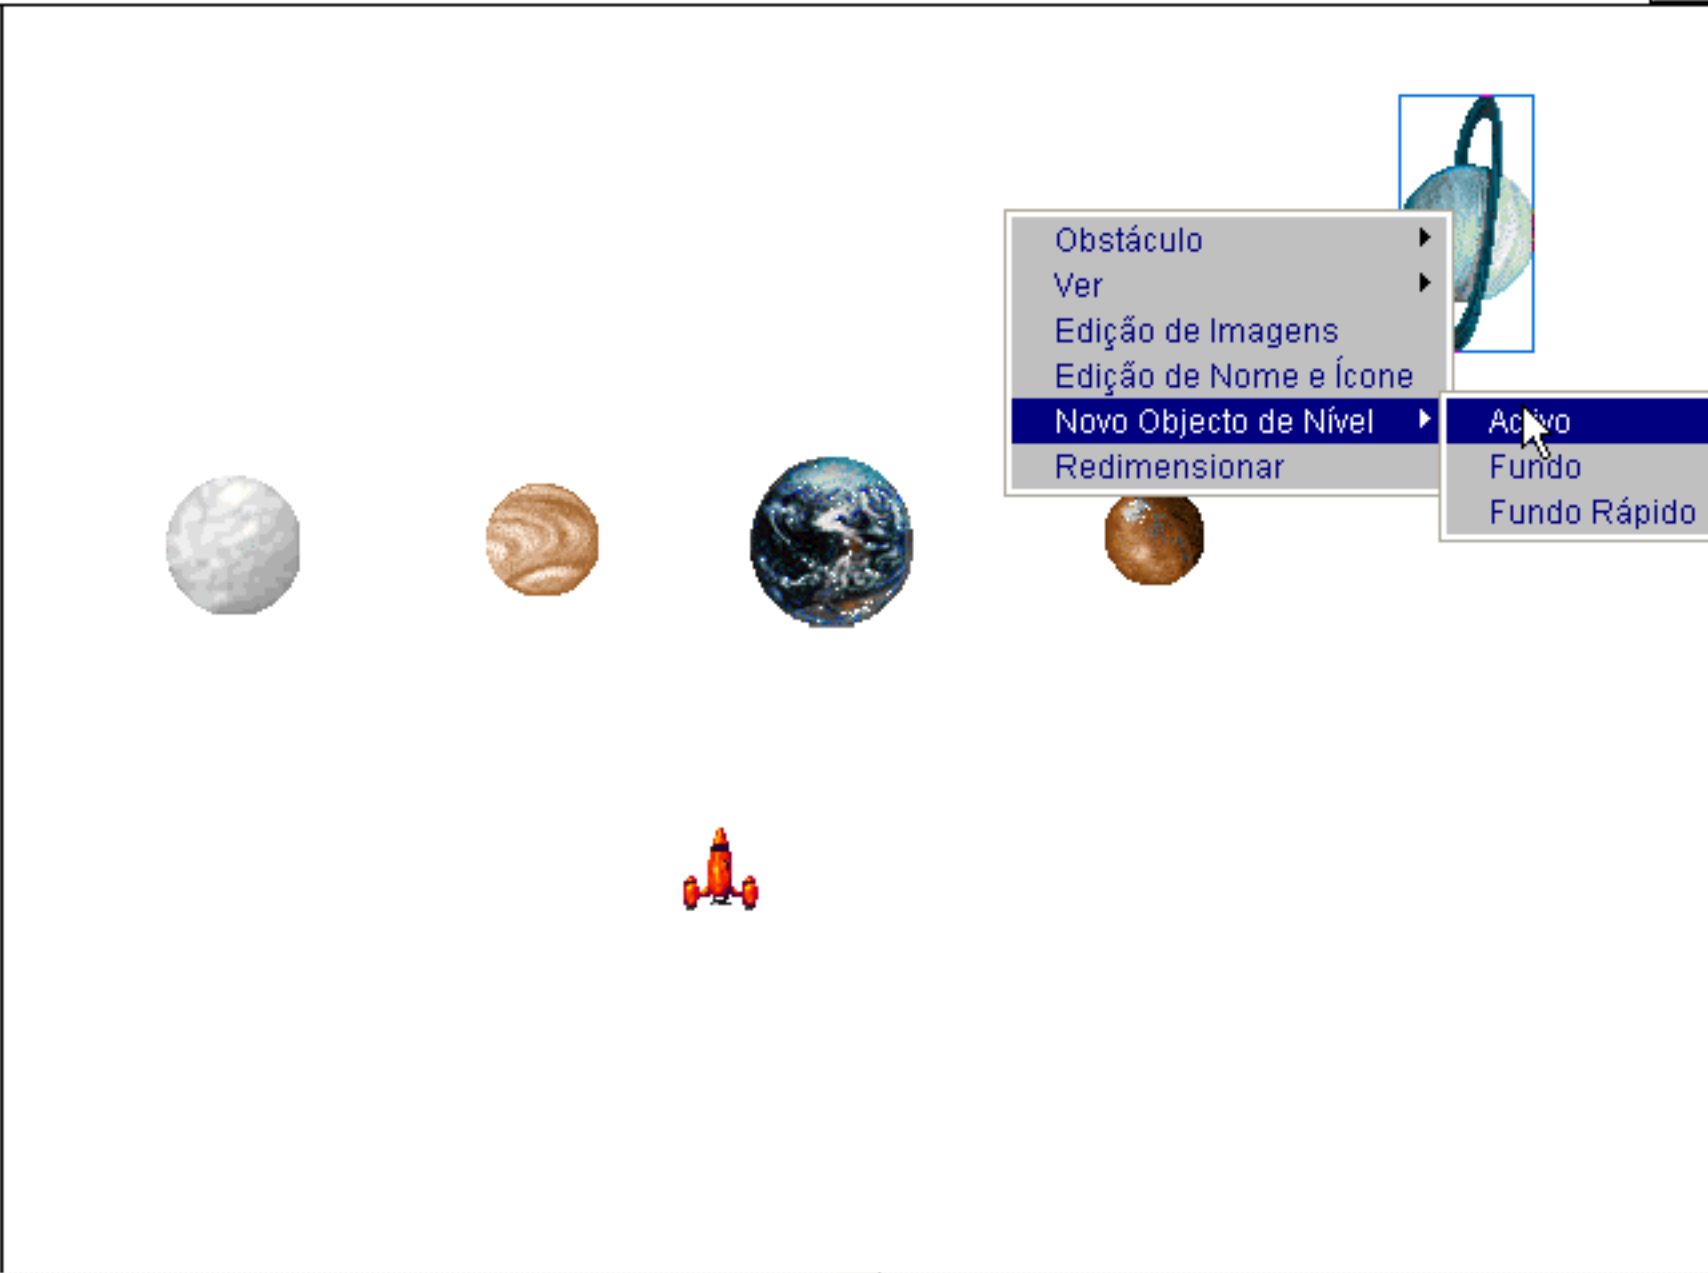 Obstáculo
Ver
Edição de Imagens
Edição de Nome e Ícone
Novo Objecto de Nível
Redimensionar
Activo
Fundo
Fundo Rápido